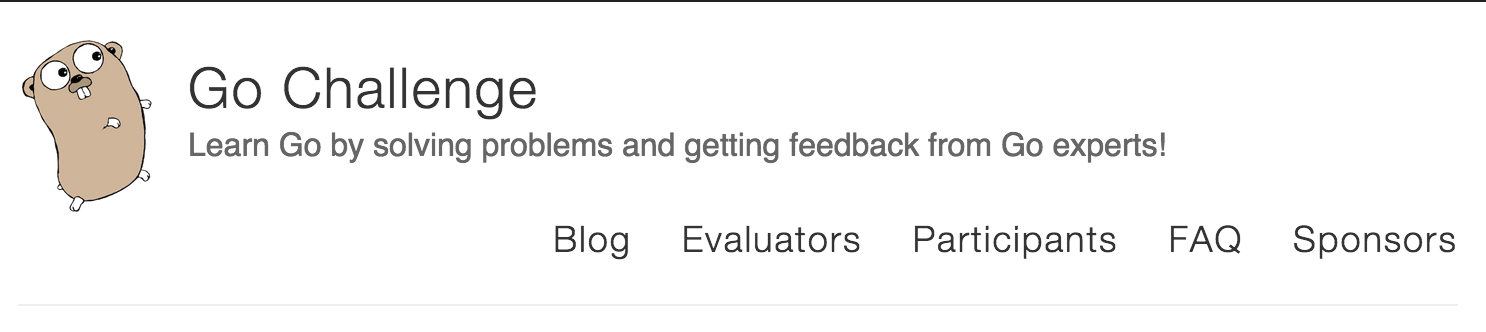 Go Challenge
Learn Go by solving problems and getting feedback from Go experts!
Blog Evaluators Participants FAQ Sponsors